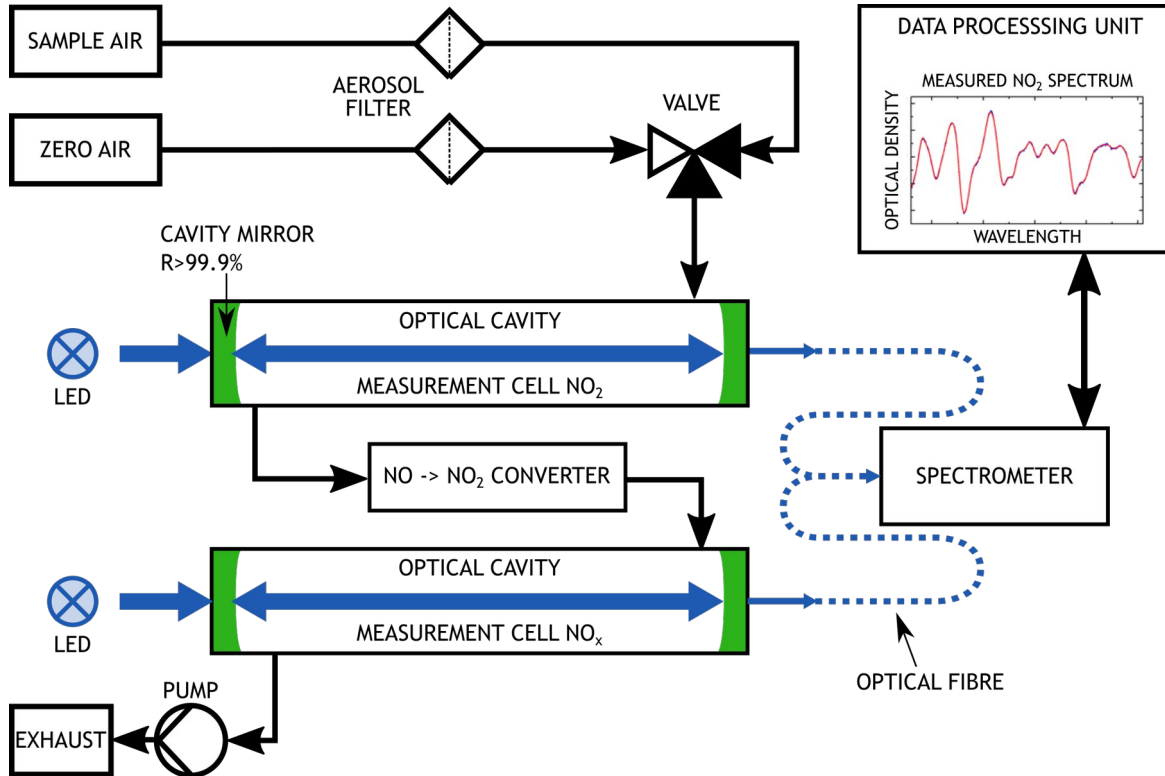 SAMPLE AIR
AEROSOL
FILTER
ZERO AIR
VALVE
DATA PROCESSSING UNIT
MEASURED NO₂ SPECTRUM
OPTICAL DENSITY
WAVELENGTH
CAVITY MIRROR
R>99.9%
OPTICAL CAVITY
MEASUREMENT CELL NO₂
LED
NO -> NO₂ CONVERTER
SPECTROMETER
OPTICAL CAVITY
MEASUREMENT CELL NOₓ
LED
OPTICAL FIBRE
PUMP
EXHAUST